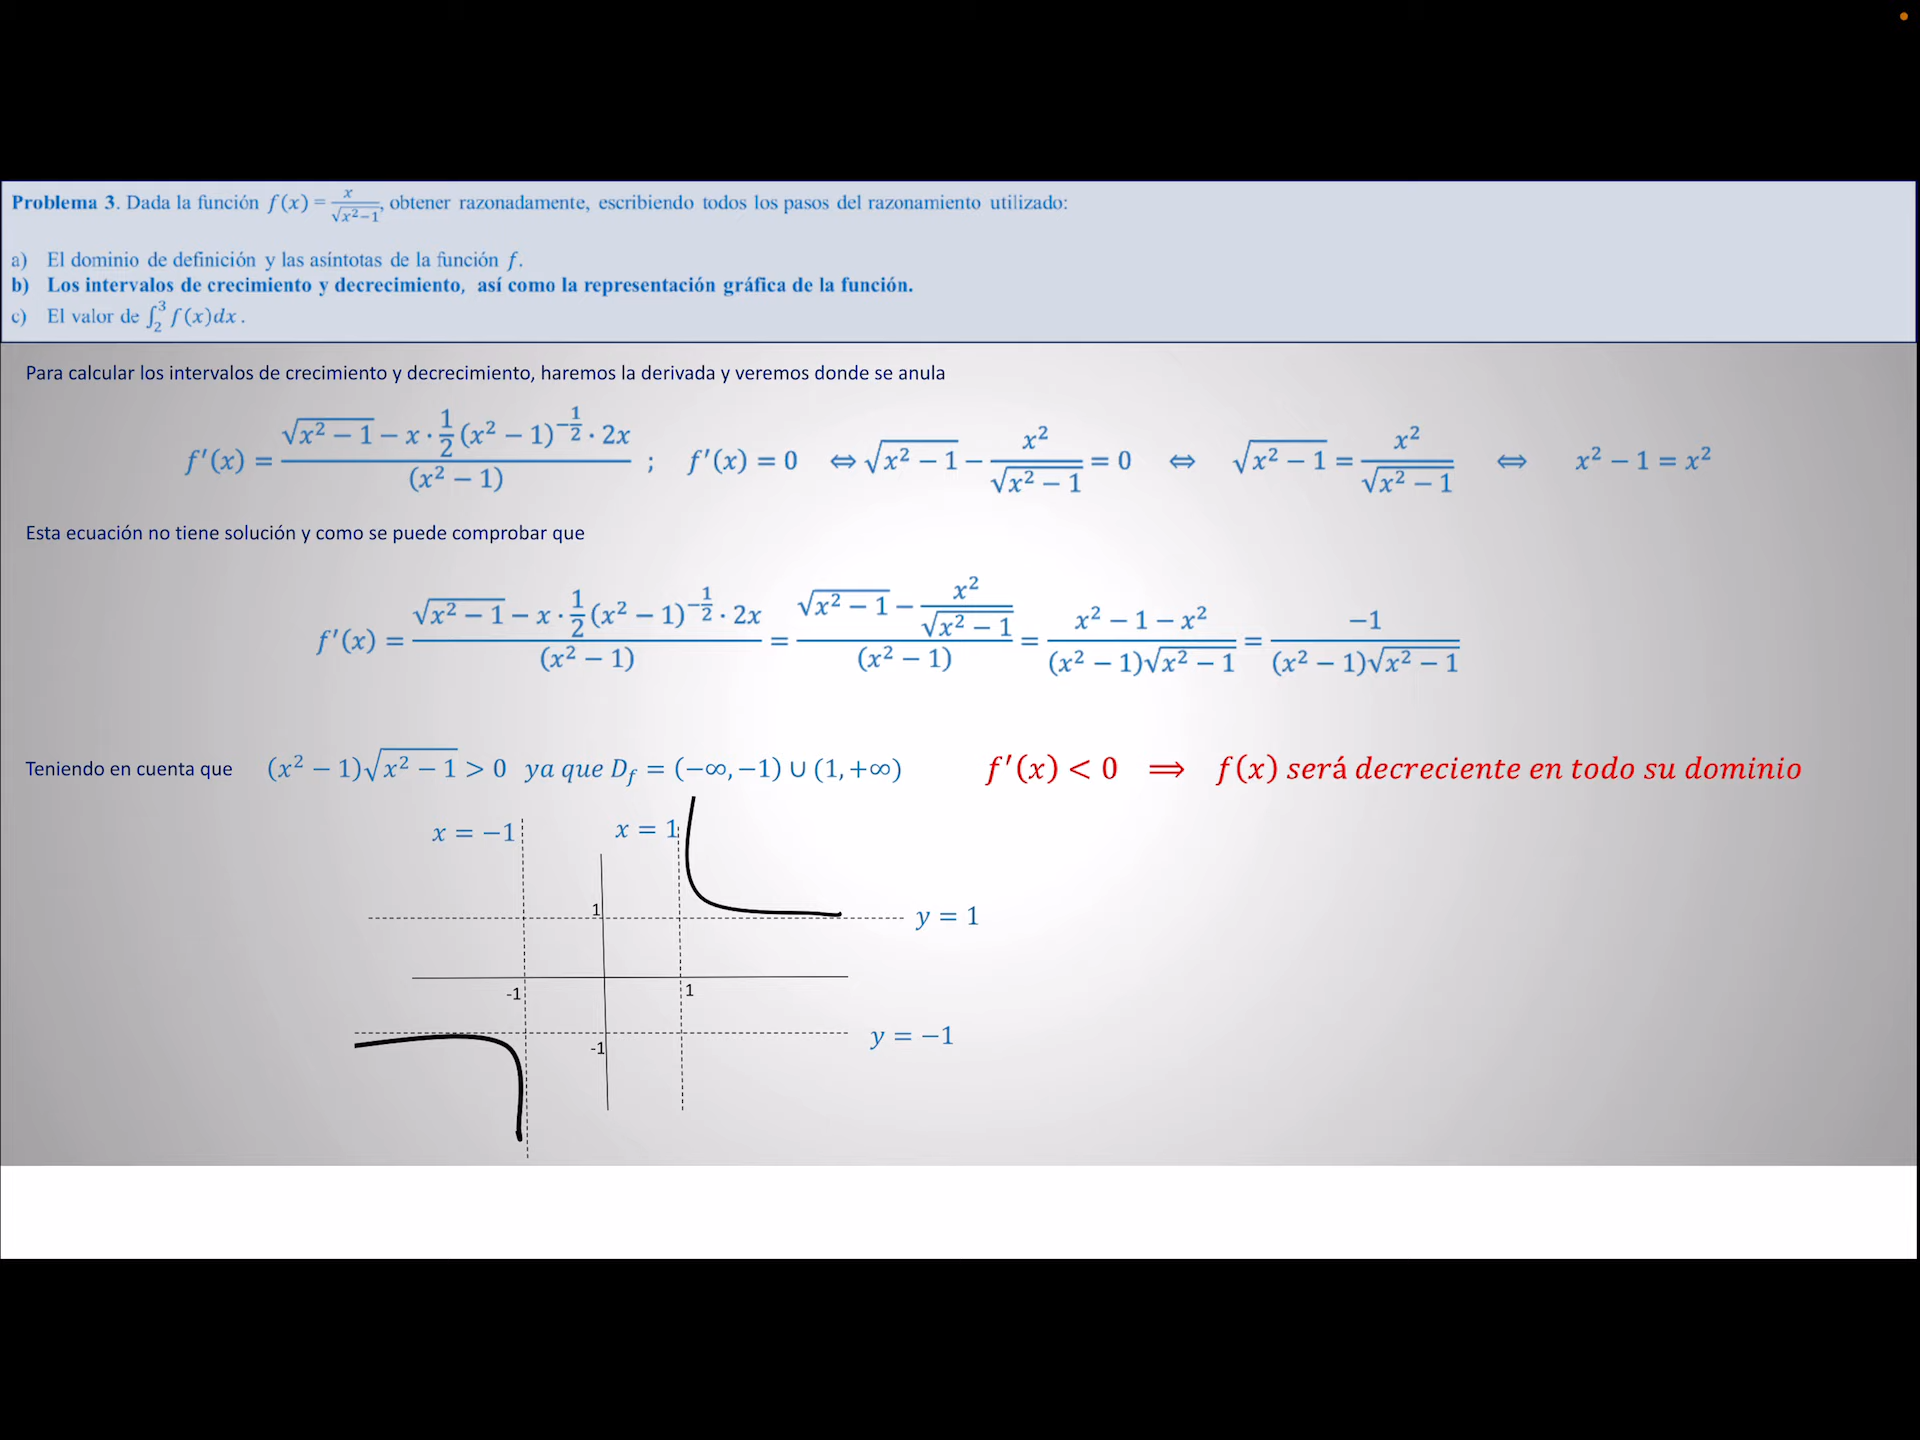 Problema 3. Dada la función f(x) = x/√(x²−1), obtener razonadamente, escribiendo todos los pasos del razonamiento utilizado:
a) El dominio de definición y las asíntotas de la función f.
b) Los intervalos de crecimiento y decrecimiento, así como la representación gráfica de la función.
c) El valor de ∫₂³ f(x)dx.
Para calcular los intervalos de crecimiento y decrecimiento, haremos la derivada y veremos donde se anula
f′(x) = (√(x² − 1) − x · 1/2 (x² − 1)^(−1/2) · 2x)/(x² − 1) ; f′(x) = 0 ⇔ √(x² − 1) − x²/√(x² − 1) = 0 ⇔ √(x² − 1) = x²/√(x² − 1) ⇔ x² − 1 = x²
Esta ecuación no tiene solución y como se puede comprobar que
f′(x) = (√(x² − 1) − x · 1/2 (x² − 1)^(−1/2) · 2x)/(x² − 1) = (√(x² − 1) − x²/√(x² − 1))/(x² − 1) = (x² − 1 − x²)/((x² − 1)√(x² − 1)) = −1/((x² − 1)√(x² − 1))
Teniendo en cuenta que (x² − 1)√(x² − 1) > 0 ya que D_f = (−∞, −1) ∪ (1, +∞) f′(x) < 0 ⟹ f(x) será decreciente en todo su dominio
x = −1 x = 1
1 y = 1
-1 1
-1 y = −1